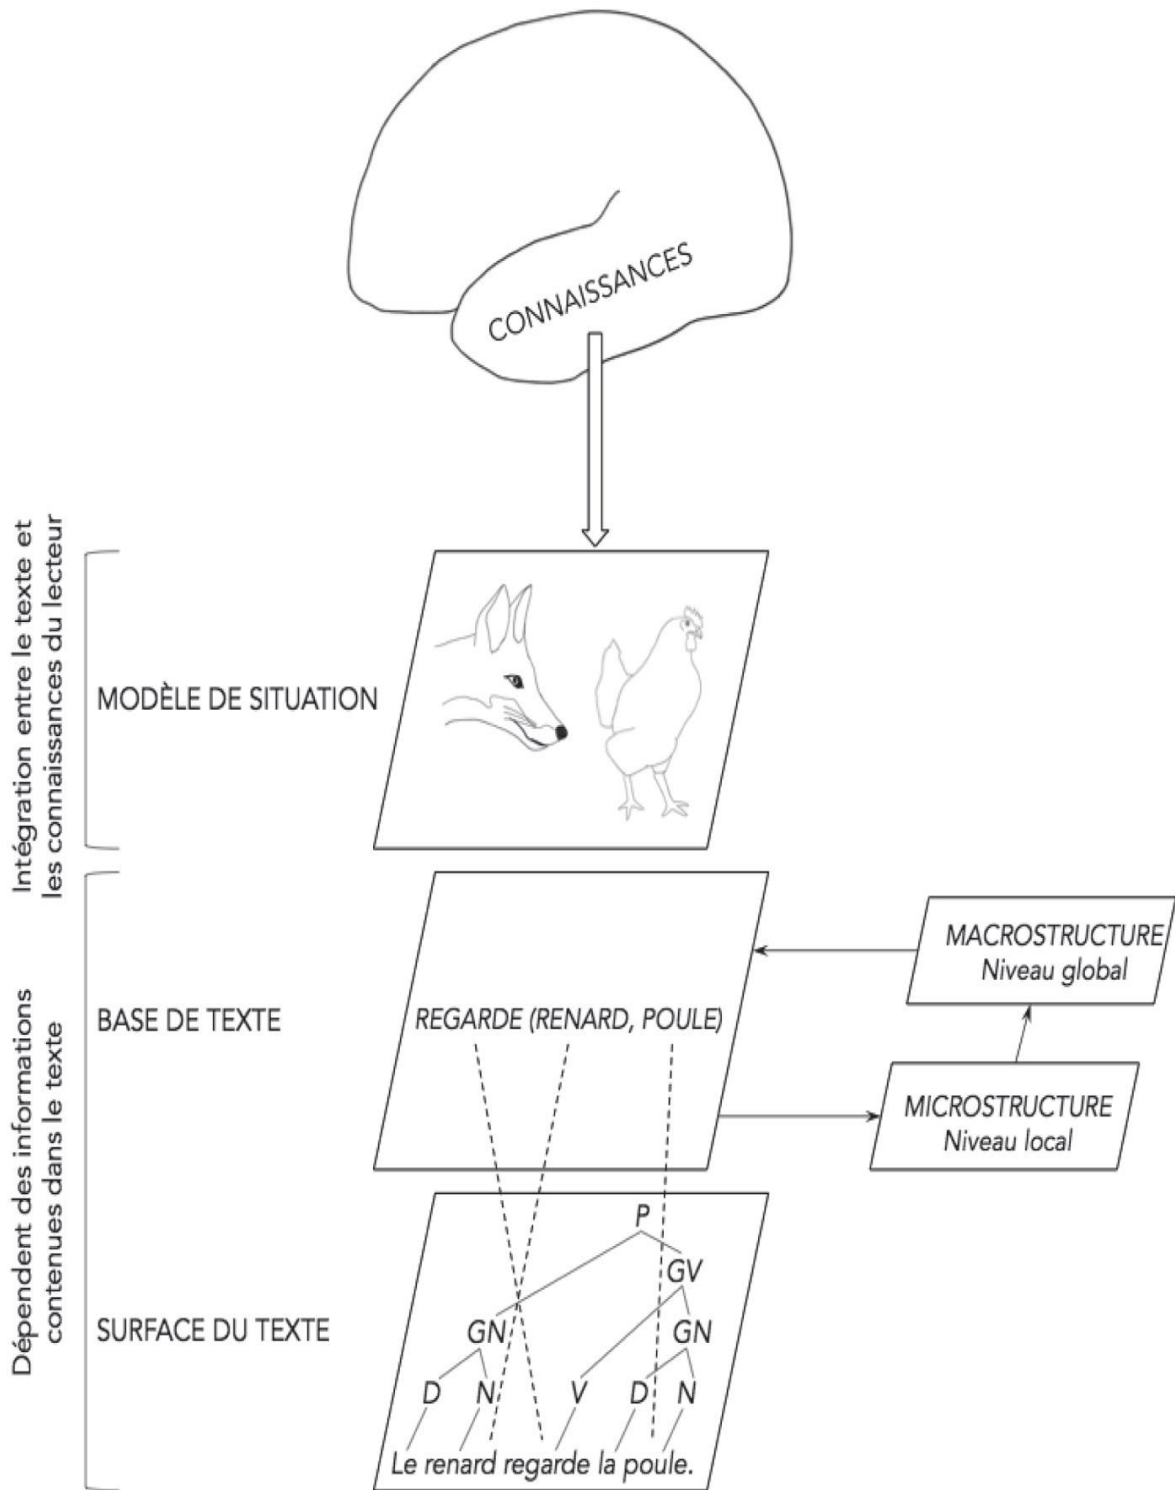 CONNAISSANCES
Intégration entre le texte et
les connaissances du lecteur
MODÈLE DE SITUATION
Dépendent des informations
contenues dans le texte
BASE DE TEXTE
REGARDE (RENARD, POULE)
MACROSTRUCTURE
Niveau global
MICROSTRUCTURE
Niveau local
SURFACE DU TEXTE
P
GV
GN GN
D N V D N
Le renard regarde la poule.